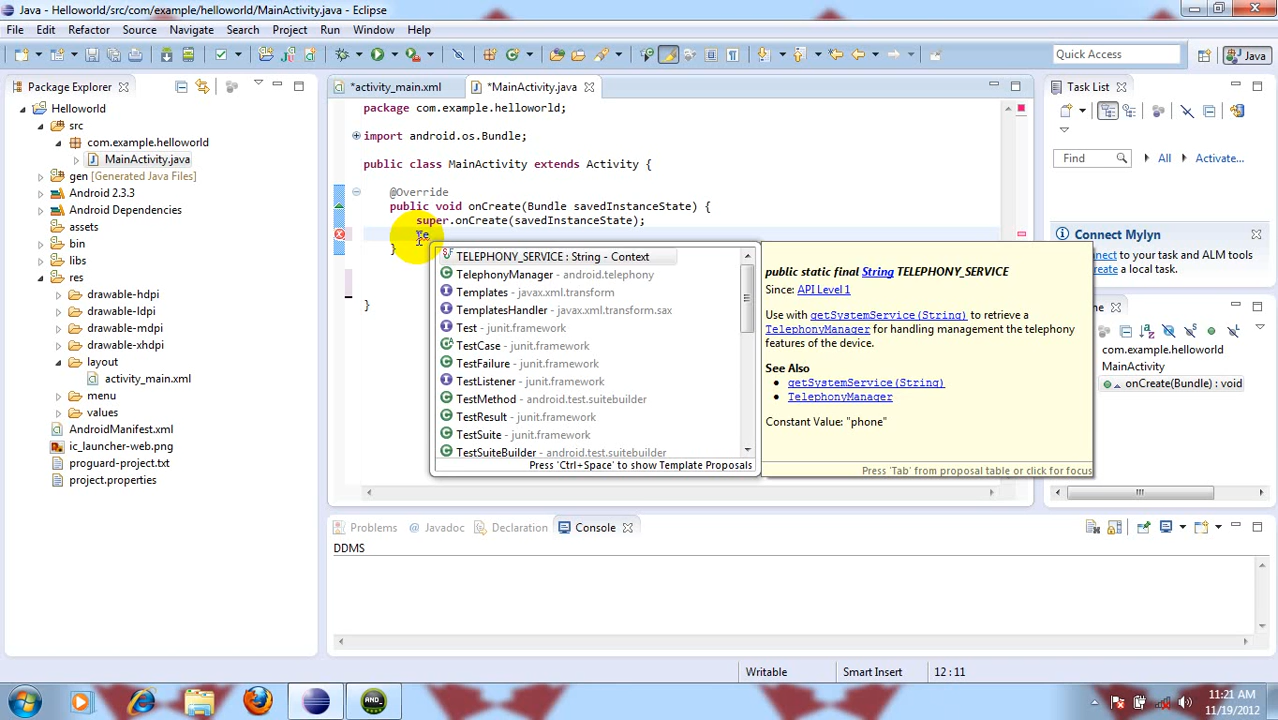 Java - Helloworld/src/com/example/helloworld/MainActivity.java - Eclipse
File Edit Refactor Source Navigate Search Project Run Window Help
Quick Access
Java
Package Explorer
*activity_main.xml
*MainActivity.java
Task List
Helloworld
src
com.example.helloworld
MainActivity.java
gen [Generated Java Files]
Android 2.3.3
Android Dependencies
assets
bin
libs
res
drawable-hdpi
drawable-ldpi
drawable-mdpi
drawable-xhdpi
layout
activity_main.xml
menu
values
AndroidManifest.xml
ic_launcher-web.png
proguard-project.txt
project.properties
package com.example.helloworld;
import android.os.Bundle;
public class MainActivity extends Activity {
@Override
public void onCreate(Bundle savedInstanceState) {
super.onCreate(savedInstanceState);
Te
}
}
TELEPHONY_SERVICE : String - Context
TelephonyManager - android.telephony
Templates - javax.xml.transform
TemplatesHandler - javax.xml.transform.sax
Test - junit.framework
TestCase - junit.framework
TestFailure - junit.framework
TestListener - junit.framework
TestMethod - android.test.suitebuilder
TestResult - junit.framework
TestSuite - junit.framework
TestSuiteBuilder - android.test.suitebuilder
Press 'Ctrl+Space' to show Template Proposals
public static final String TELEPHONY_SERVICE
Since: API Level 1
Use with getSystemService(String) to retrieve a
TelephonyManager for handling management the telephony
features of the device.
See Also
getSystemService(String)
TelephonyManager
Constant Value: "phone"
Press 'Tab' from proposal table or click for focus
Find All Activate...
Connect Mylyn
to your task and ALM tools
create a local task.
ne
com.example.helloworld
MainActivity
onCreate(Bundle) : void
Problems Javadoc Declaration Console
DDMS
Writable Smart Insert 12 : 11
AND_
11:21 AM
11/19/2012